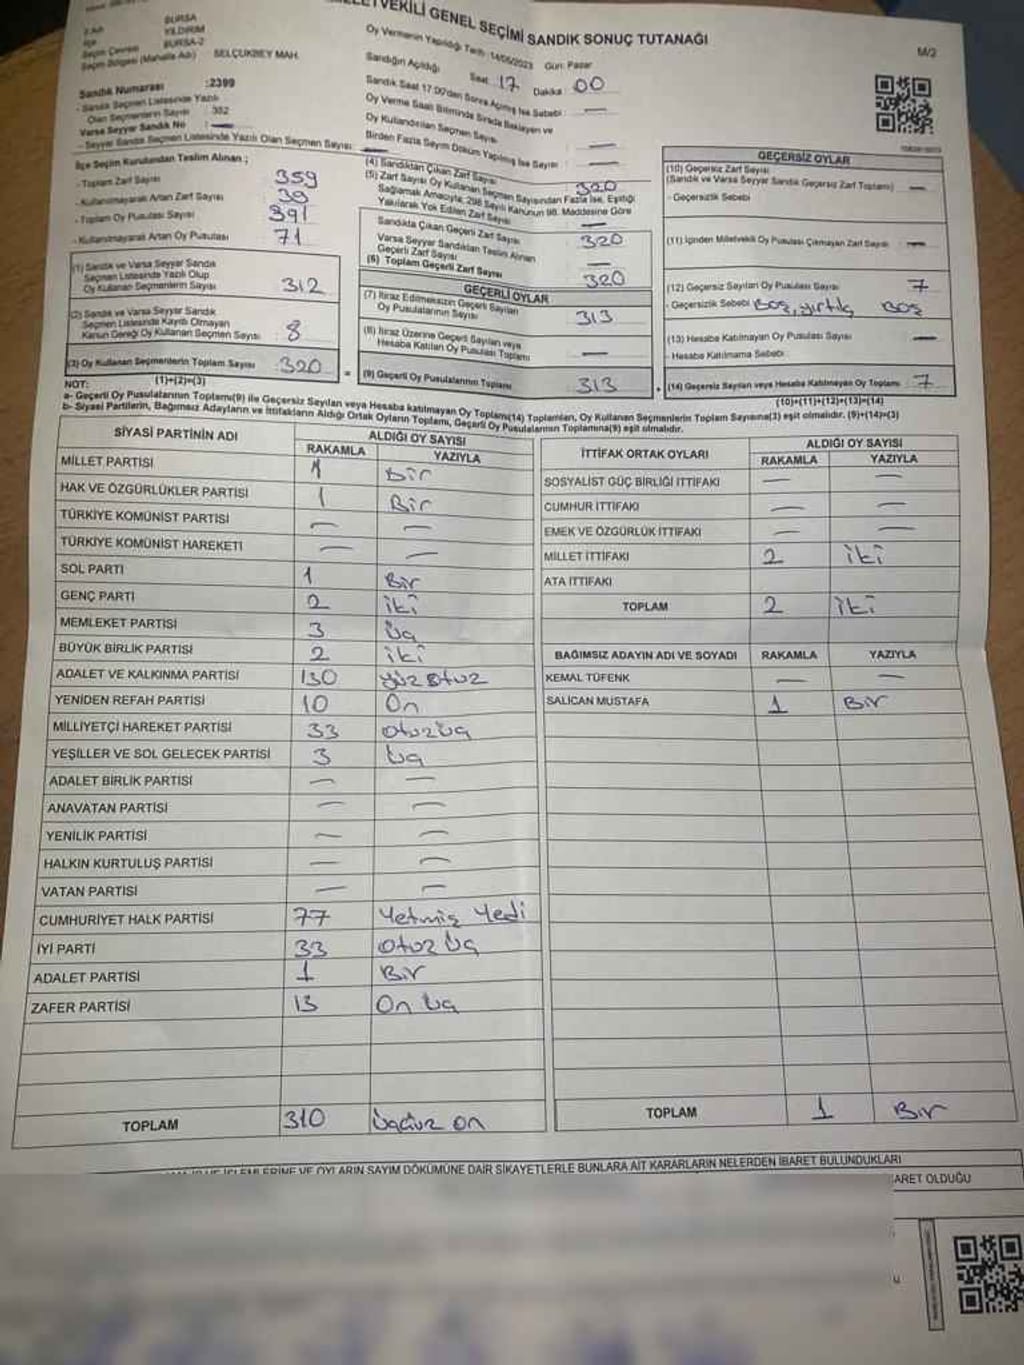 MİLLETVEKİLİ GENEL SEÇİMİ SANDIK SONUÇ TUTANAĞI
M/2
BURSA
İlçe YILDIRIM
Seçim Çevresi BURSA-2
Seçim Bölgesi (Mahalle Adı) SELÇUKBEY MAH.
Sandık Numarası :2399
- Sandık Seçmen Listesinde Yazılı
Olan Seçmenlerin Sayısı : 352
Varsa Seyyar Sandık No : —
- Seyyar Sandık Seçmen Listesinde Yazılı Olan Seçmen Sayısı: —
Oy Vermenin Yapıldığı Tarih :14/05/2023 Gün: Pazar
Sandığın Açıldığı Saat 17 Dakika 00
Sandık Saat 17.00'den Sonra Açılmış İse Sebebi : —
Oy Verme Saati Bitiminde Sırada Bekleyen ve
Oy Kullandırılan Seçmen Sayısı : —
Birden Fazla Sayım Döküm Yapılmış İse Sayısı : —
İlçe Seçim Kurulundan Teslim Alınan ;
- Toplam Zarf Sayısı : 359
- Kullanılmayarak Artan Zarf Sayısı : 39
- Toplam Oy Pusulası Sayısı : 391
- Kullanılmayarak Artan Oy Pusulası : 71
(1) Sandık ve Varsa Seyyar Sandık
Seçmen Listesinde Yazılı Olup
Oy Kullanan Seçmenlerin Sayısı : 312
(2) Sandık ve Varsa Seyyar Sandık
Seçmen Listesinde Kayıtlı Olmayan
Kanun Gereği Oy Kullanan Seçmen Sayısı : 8
(3) Oy Kullanan Seçmenlerin Toplam Sayısı : 320
(1)+(2)=(3)
(4) Sandıktan Çıkan Zarf Sayısı : 320
(5) Zarf Sayısı Oy Kullanan Seçmen Sayısından Fazla İse, Eşitliği
Sağlamak Amacıyla; 298 Sayılı Kanunun 98. Maddesine Göre
Yakılarak Yok Edilen Zarf Sayısı : —
Sandıkta Çıkan Geçerli Zarf Sayısı : 320
Varsa Seyyar Sandıktan Teslim Alınan
Geçerli Zarf Sayısı : —
(6) Toplam Geçerli Zarf Sayısı : 320
GEÇERLİ OYLAR
(7) İtiraz Edilmeksizin Geçerli Sayılan
Oy Pusulalarının Sayısı : 313
(8) İtiraz Üzerine Geçerli Sayılan veya
Hesaba Katılan Oy Pusulası Toplamı : —
= (9) Geçerli Oy Pusulalarının Toplamı : 313
GEÇERSİZ OYLAR
(10) Geçersiz Zarf Sayısı
(Sandık ve Varsa Seyyar Sandık Geçersiz Zarf Toplamı) : —
- Geçersizlik Sebebi :
(11) İçinden Milletvekili Oy Pusulası Çıkmayan Zarf Sayısı : —
(12) Geçersiz Sayılan Oy Pusulası Sayısı : 7
- Geçersizlik Sebebi : Boş, yırtık, Boş
(13) Hesaba Katılmayan Oy Pusulası Sayısı : —
- Hesaba Katılmama Sebebi :
+ (14) Geçersiz Sayılan veya Hesaba Katılmayan Oy Toplamı : 7
(10)+(11)+(12)+(13)=(14)
NOT:
a- Geçerli Oy Pusulalarının Toplamı(9) ile Geçersiz Sayılan veya Hesaba katılmayan Oy Toplamı(14) Toplamları, Oy Kullanan Seçmenlerin Toplam Sayısına(3) eşit olmalıdır. (9)+(14)=(3)
b- Siyasi Partilerin, Bağımsız Adayların ve İttifakların Aldığı Ortak Oyların Toplamı, Geçerli Oy Pusulalarının Toplamına(9) eşit olmalıdır.
SİYASİ PARTİNİN ADI ALDIĞI OY SAYISI
RAKAMLA YAZIYLA
MİLLET PARTİSİ 1 Bir
HAK VE ÖZGÜRLÜKLER PARTİSİ 1 Bir
TÜRKİYE KOMÜNİST PARTİSİ — —
TÜRKİYE KOMÜNİST HAREKETİ — —
SOL PARTİ 1 Bir
GENÇ PARTİ 2 iki
MEMLEKET PARTİSİ 3 üç
BÜYÜK BİRLİK PARTİSİ 2 iki
ADALET VE KALKINMA PARTİSİ 130 yüz otuz
YENİDEN REFAH PARTİSİ 10 On
MİLLİYETÇİ HAREKET PARTİSİ 33 otuz üç
YEŞİLLER VE SOL GELECEK PARTİSİ 3 üç
ADALET BİRLİK PARTİSİ — —
ANAVATAN PARTİSİ — —
YENİLİK PARTİSİ — —
HALKIN KURTULUŞ PARTİSİ — —
VATAN PARTİSİ — —
CUMHURİYET HALK PARTİSİ 77 Yetmiş Yedi
İYİ PARTİ 33 otuz üç
ADALET PARTİSİ 1 Bir
ZAFER PARTİSİ 13 On üç
TOPLAM 310 üçyüz on
İTTİFAK ORTAK OYLARI ALDIĞI OY SAYISI
RAKAMLA YAZIYLA
SOSYALİST GÜÇ BİRLİĞİ İTTİFAKI — —
CUMHUR İTTİFAKI — —
EMEK VE ÖZGÜRLÜK İTTİFAKI — —
MİLLET İTTİFAKI 2 iki
ATA İTTİFAKI
TOPLAM 2 iki
BAĞIMSIZ ADAYIN ADI VE SOYADI RAKAMLA YAZIYLA
KEMAL TÜFENK — —
SALİCAN MUSTAFA 1 Bir
TOPLAM 1 Bir
İŞLEMLERİNE VE OYLARIN SAYIM DÖKÜMÜNE DAİR ŞİKAYETLERLE BUNLARA AİT KARARLARIN NELERDEN İBARET BULUNDUKLARI
ARET OLDUĞU